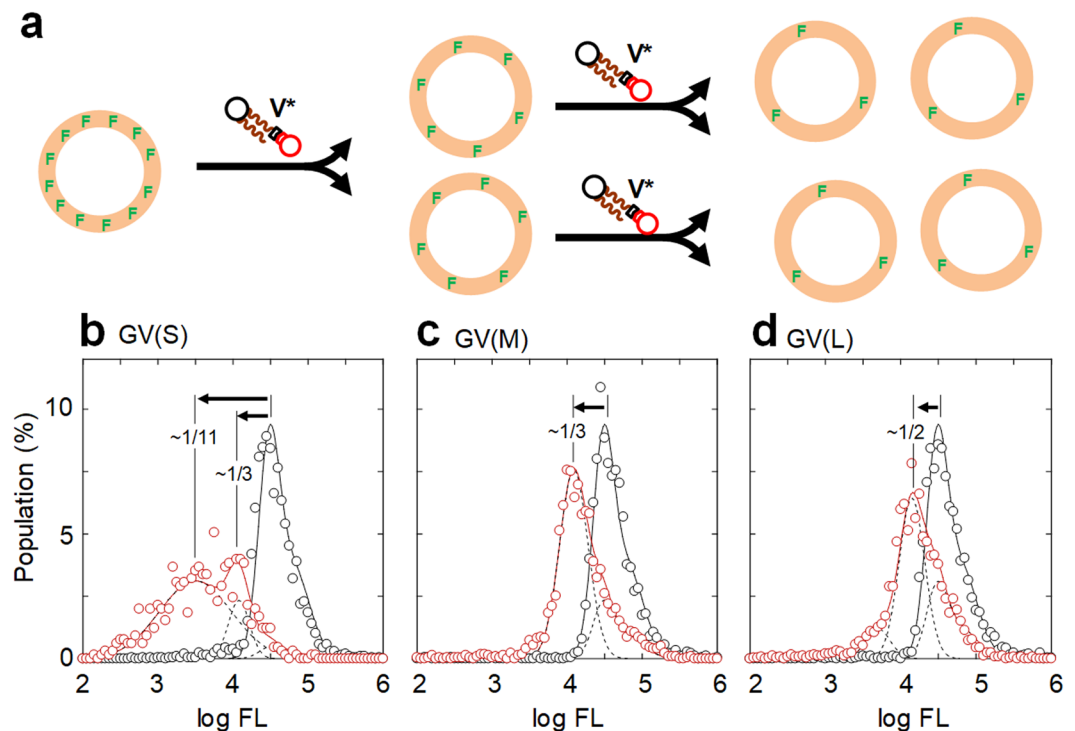 a
F F F F F F F F F F F F
V*
F F F F F F
V*
F F F
F F F
F F F F F F
V*
F F F
F F F
b GV(S)
c GV(M)
d GV(L)
Population (%)
10
5
0
~1/11
~1/3
~1/3
~1/2
2 3 4 5 6
2 3 4 5 6
2 3 4 5 6
log FL
log FL
log FL